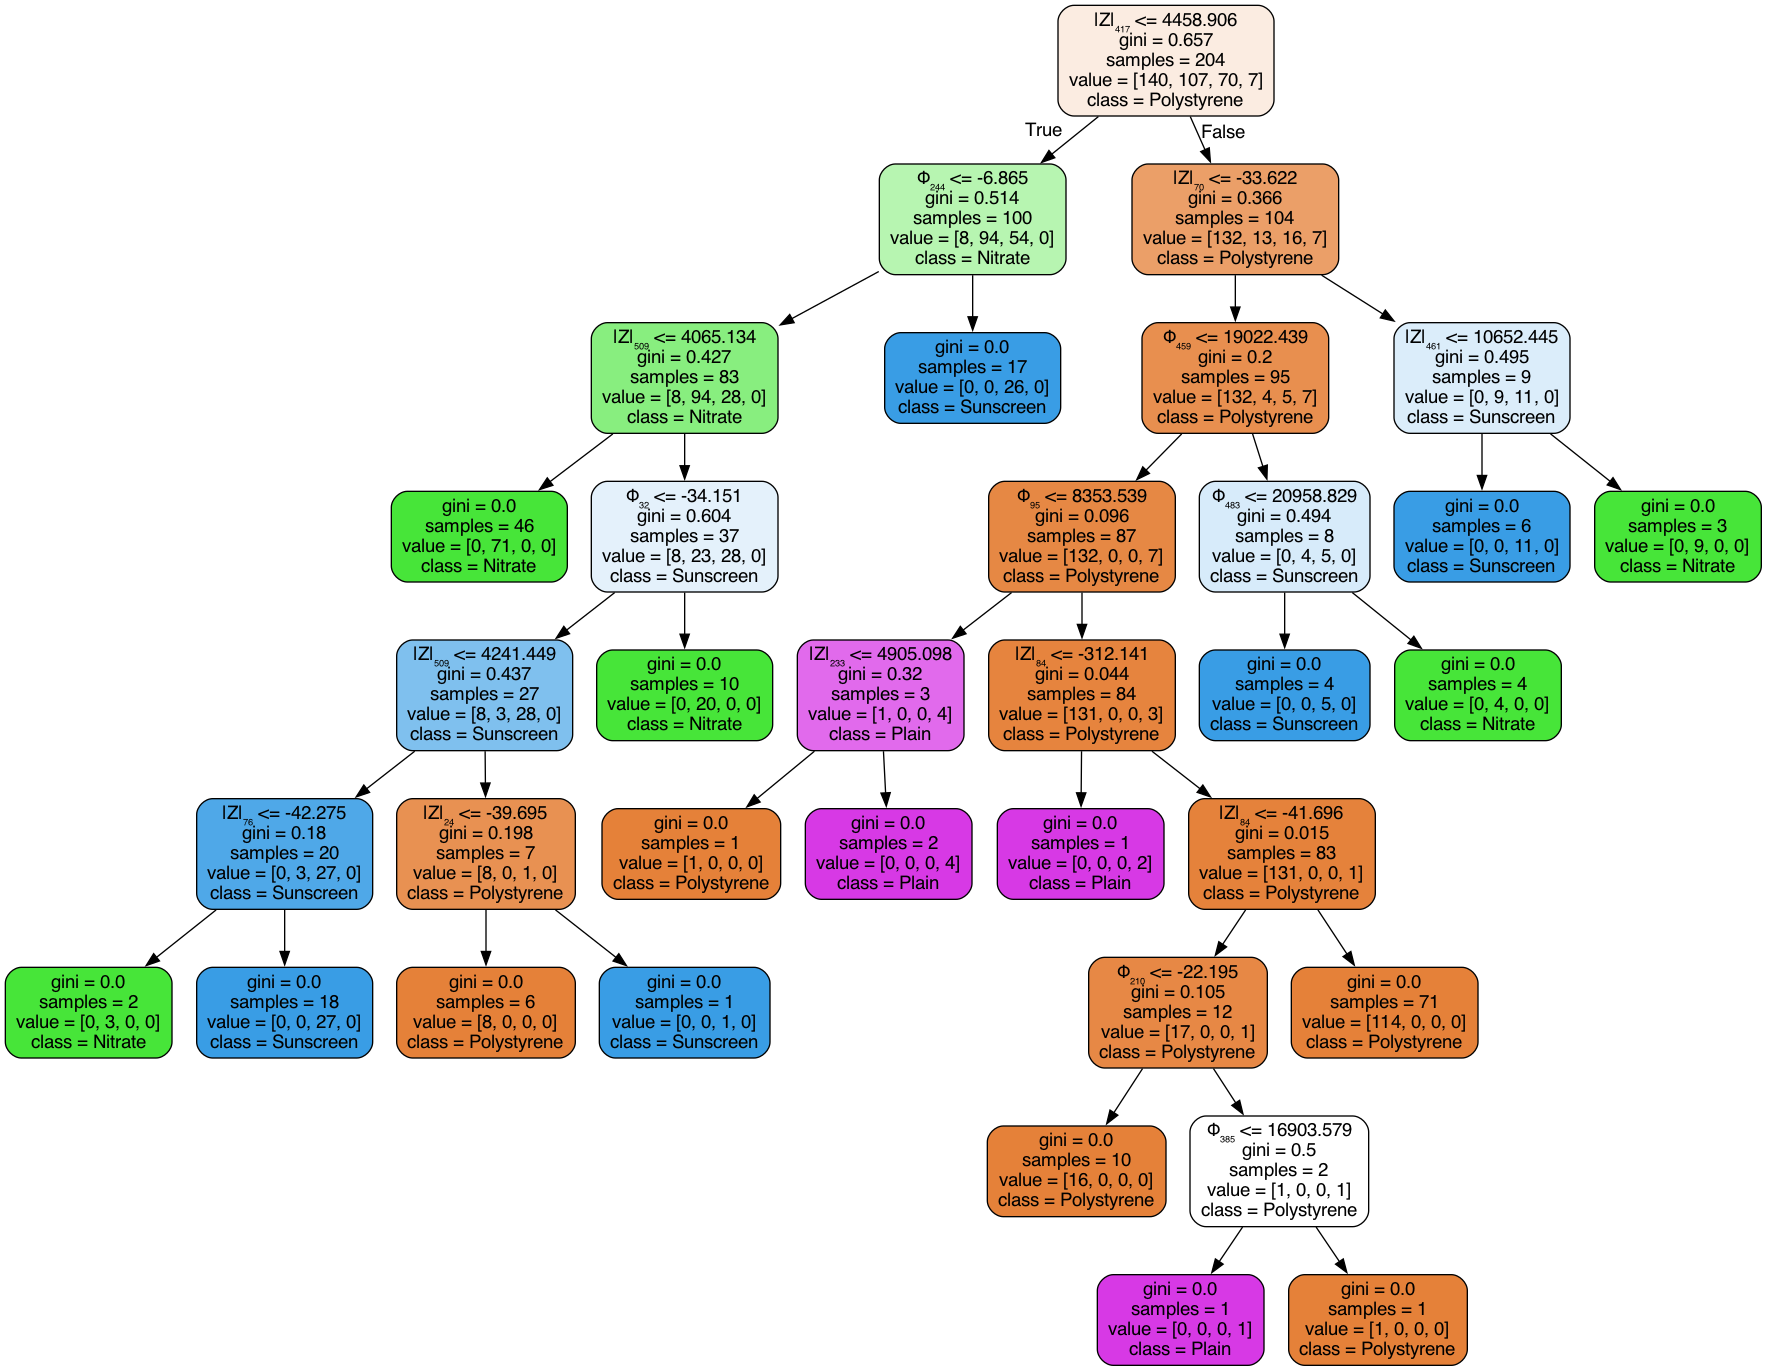 |Z|417 <= 4458.906
gini = 0.657
samples = 204
value = [140, 107, 70, 7]
class = Polystyrene
True
False
Φ244 <= -6.865
gini = 0.514
samples = 100
value = [8, 94, 54, 0]
class = Nitrate
|Z|70 <= -33.622
gini = 0.366
samples = 104
value = [132, 13, 16, 7]
class = Polystyrene
|Z|509 <= 4065.134
gini = 0.427
samples = 83
value = [8, 94, 28, 0]
class = Nitrate
gini = 0.0
samples = 17
value = [0, 0, 26, 0]
class = Sunscreen
Φ459 <= 19022.439
gini = 0.2
samples = 95
value = [132, 4, 5, 7]
class = Polystyrene
|Z|461 <= 10652.445
gini = 0.495
samples = 9
value = [0, 9, 11, 0]
class = Sunscreen
gini = 0.0
samples = 46
value = [0, 71, 0, 0]
class = Nitrate
Φ32 <= -34.151
gini = 0.604
samples = 37
value = [8, 23, 28, 0]
class = Sunscreen
Φ95 <= 8353.539
gini = 0.096
samples = 87
value = [132, 0, 0, 7]
class = Polystyrene
Φ483 <= 20958.829
gini = 0.494
samples = 8
value = [0, 4, 5, 0]
class = Sunscreen
gini = 0.0
samples = 6
value = [0, 0, 11, 0]
class = Sunscreen
gini = 0.0
samples = 3
value = [0, 9, 0, 0]
class = Nitrate
|Z|509 <= 4241.449
gini = 0.437
samples = 27
value = [8, 3, 28, 0]
class = Sunscreen
gini = 0.0
samples = 10
value = [0, 20, 0, 0]
class = Nitrate
|Z|233 <= 4905.098
gini = 0.32
samples = 3
value = [1, 0, 0, 4]
class = Plain
|Z|84 <= -312.141
gini = 0.044
samples = 84
value = [131, 0, 0, 3]
class = Polystyrene
gini = 0.0
samples = 4
value = [0, 0, 5, 0]
class = Sunscreen
gini = 0.0
samples = 4
value = [0, 4, 0, 0]
class = Nitrate
|Z|76 <= -42.275
gini = 0.18
samples = 20
value = [0, 3, 27, 0]
class = Sunscreen
|Z|24 <= -39.695
gini = 0.198
samples = 7
value = [8, 0, 1, 0]
class = Polystyrene
gini = 0.0
samples = 1
value = [1, 0, 0, 0]
class = Polystyrene
gini = 0.0
samples = 2
value = [0, 0, 0, 4]
class = Plain
gini = 0.0
samples = 1
value = [0, 0, 0, 2]
class = Plain
|Z|84 <= -41.696
gini = 0.015
samples = 83
value = [131, 0, 0, 1]
class = Polystyrene
gini = 0.0
samples = 2
value = [0, 3, 0, 0]
class = Nitrate
gini = 0.0
samples = 18
value = [0, 0, 27, 0]
class = Sunscreen
gini = 0.0
samples = 6
value = [8, 0, 0, 0]
class = Polystyrene
gini = 0.0
samples = 1
value = [0, 0, 1, 0]
class = Sunscreen
Φ210 <= -22.195
gini = 0.105
samples = 12
value = [17, 0, 0, 1]
class = Polystyrene
gini = 0.0
samples = 71
value = [114, 0, 0, 0]
class = Polystyrene
gini = 0.0
samples = 10
value = [16, 0, 0, 0]
class = Polystyrene
Φ385 <= 16903.579
gini = 0.5
samples = 2
value = [1, 0, 0, 1]
class = Polystyrene
gini = 0.0
samples = 1
value = [0, 0, 0, 1]
class = Plain
gini = 0.0
samples = 1
value = [1, 0, 0, 0]
class = Polystyrene